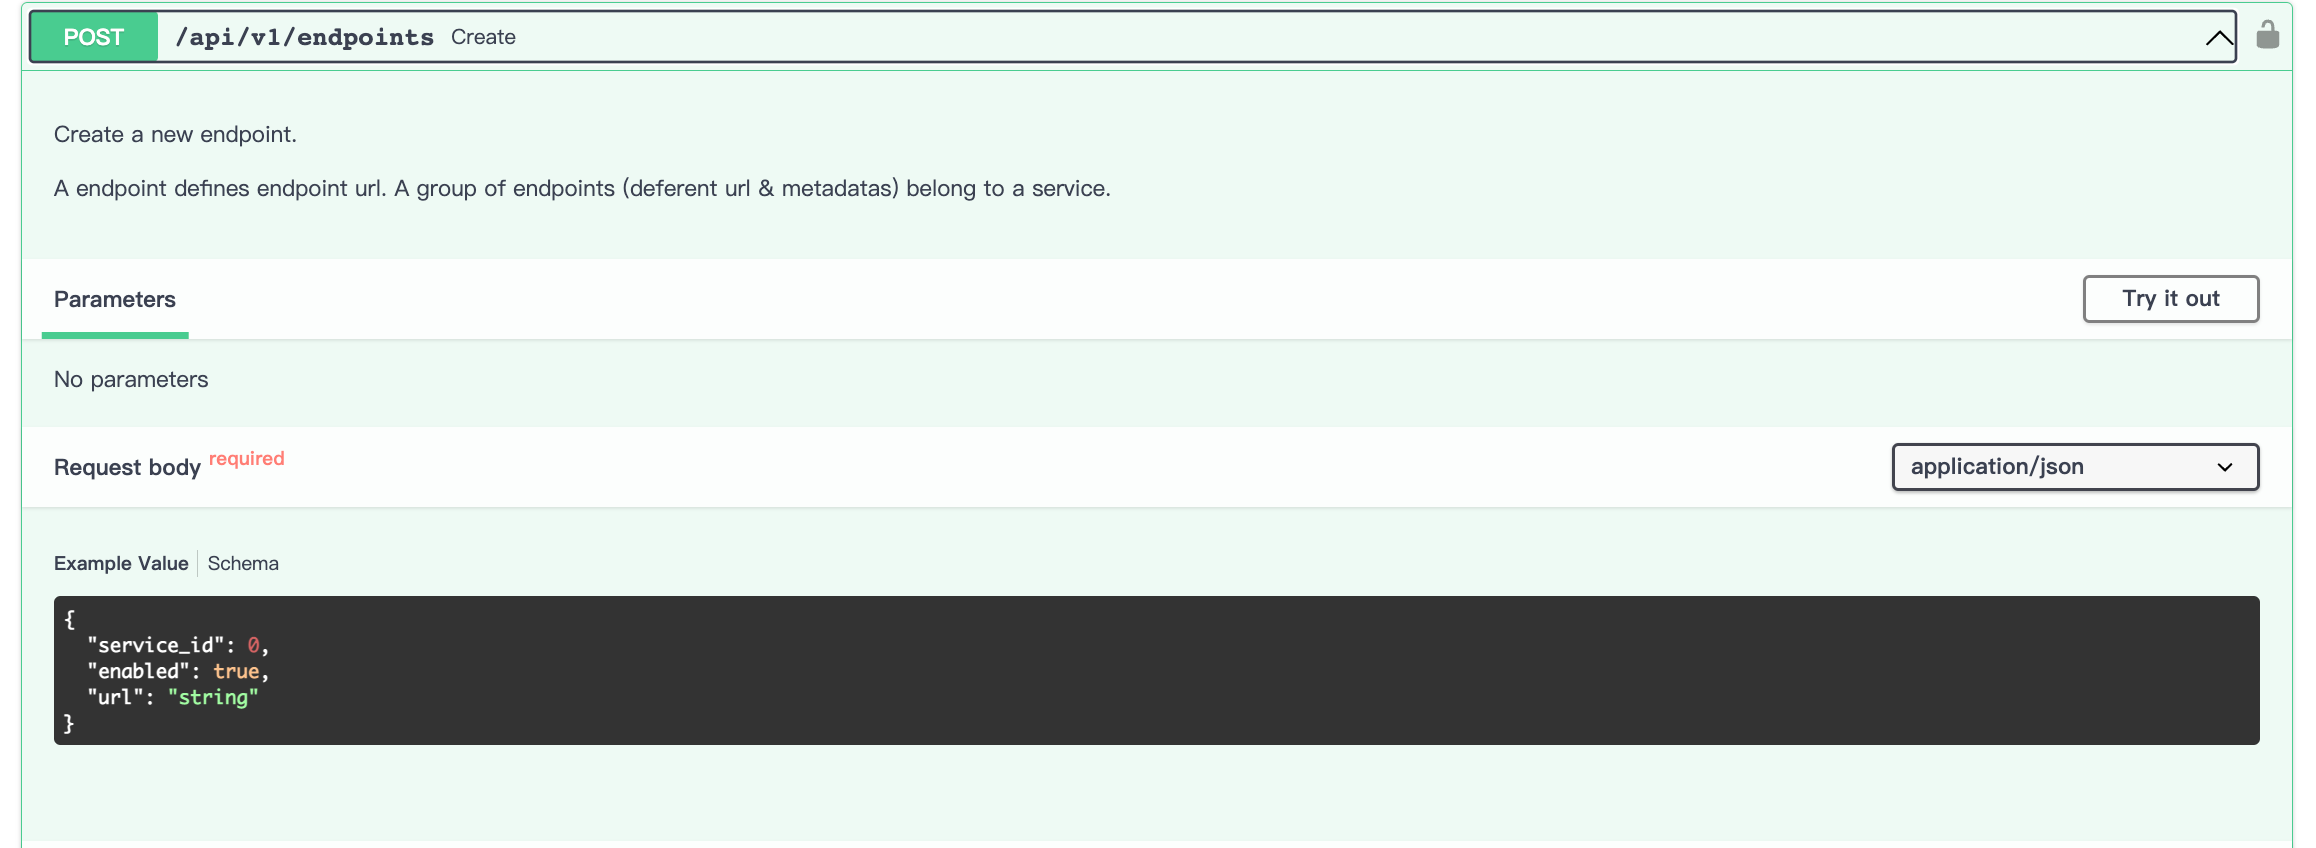 POST /api/v1/endpoints Create
Create a new endpoint.
A endpoint defines endpoint url. A group of endpoints (deferent url & metadatas) belong to a service.
Parameters
Try it out
No parameters
Request body required
application/json
Example Value Schema
{
  "service_id": 0,
  "enabled": true,
  "url": "string"
}